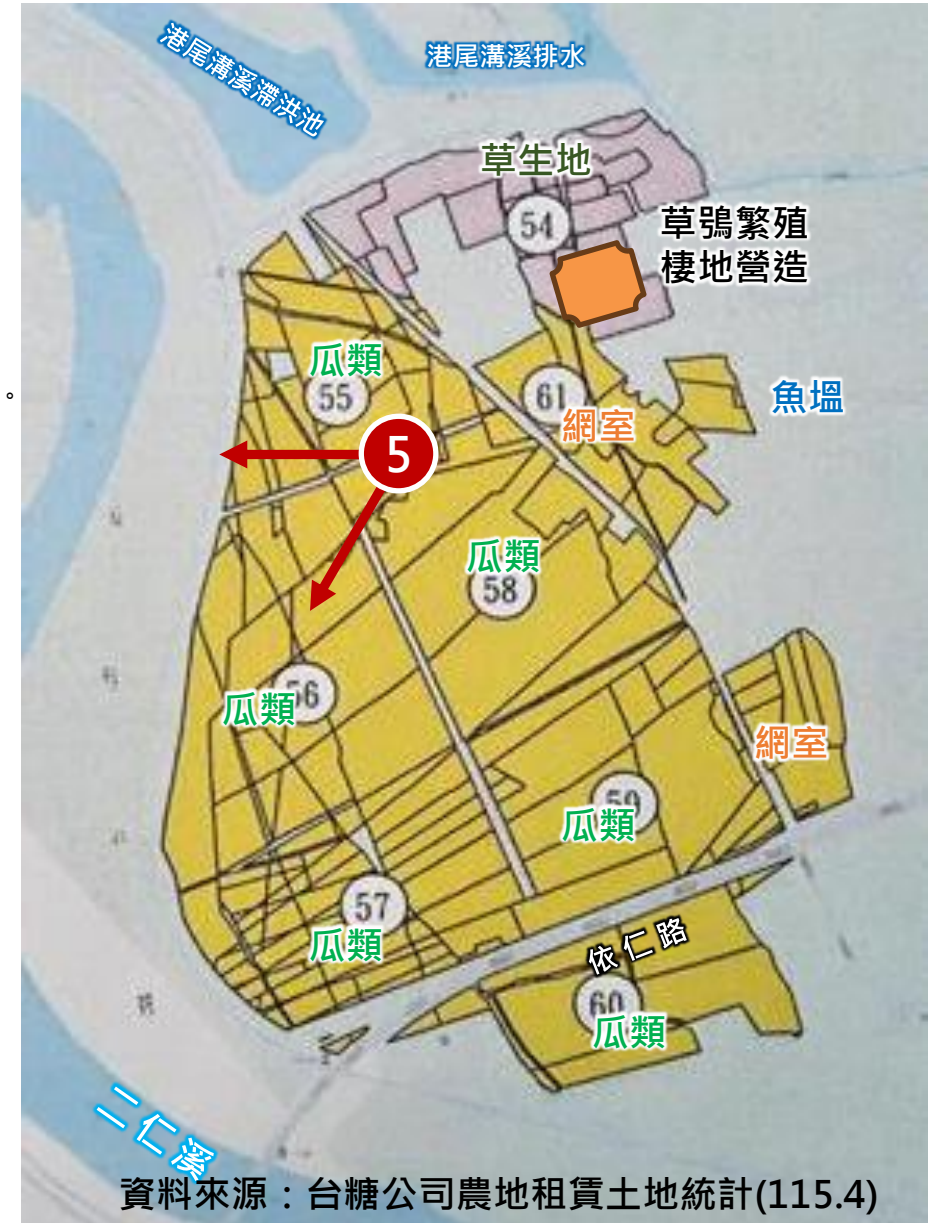 港尾溝溪滯洪池
港尾溝溪排水
草生地
54
草鴞繁殖
棲地營造
瓜類
55
61
網室
魚塭
。
5
瓜類
58
瓜類
56
網室
59
瓜類
57
瓜類
依仁路
60
瓜類
二仁溪
資料來源：台糖公司農地租賃土地統計(115.4)